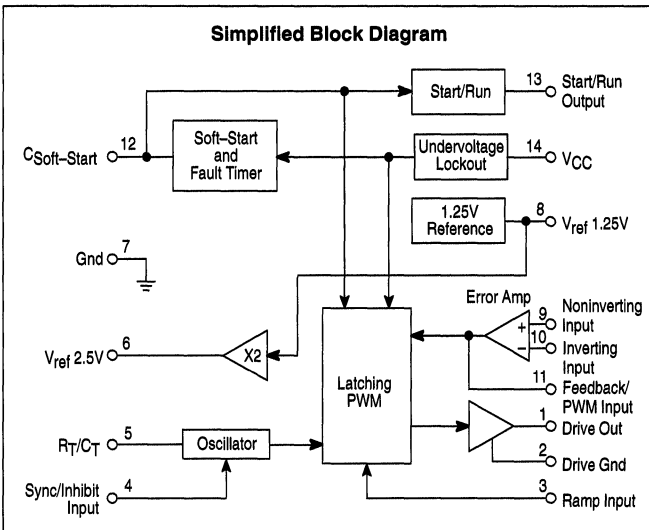 Simplified Block Diagram
13
Start/Run
Output
Start/Run
CSoft–Start
12
Soft–Start
and
Fault Timer
Undervoltage
Lockout
14
VCC
1.25V
Reference
8
Vref 1.25V
Gnd
7
Error Amp
9
Noninverting
Input
+
10
–
Inverting
Input
Vref 2.5V
6
X2
Latching
PWM
11
Feedback/
PWM Input
1
Drive Out
RT/CT
5
Oscillator
2
Drive Gnd
Sync/Inhibit
Input
4
3
Ramp Input